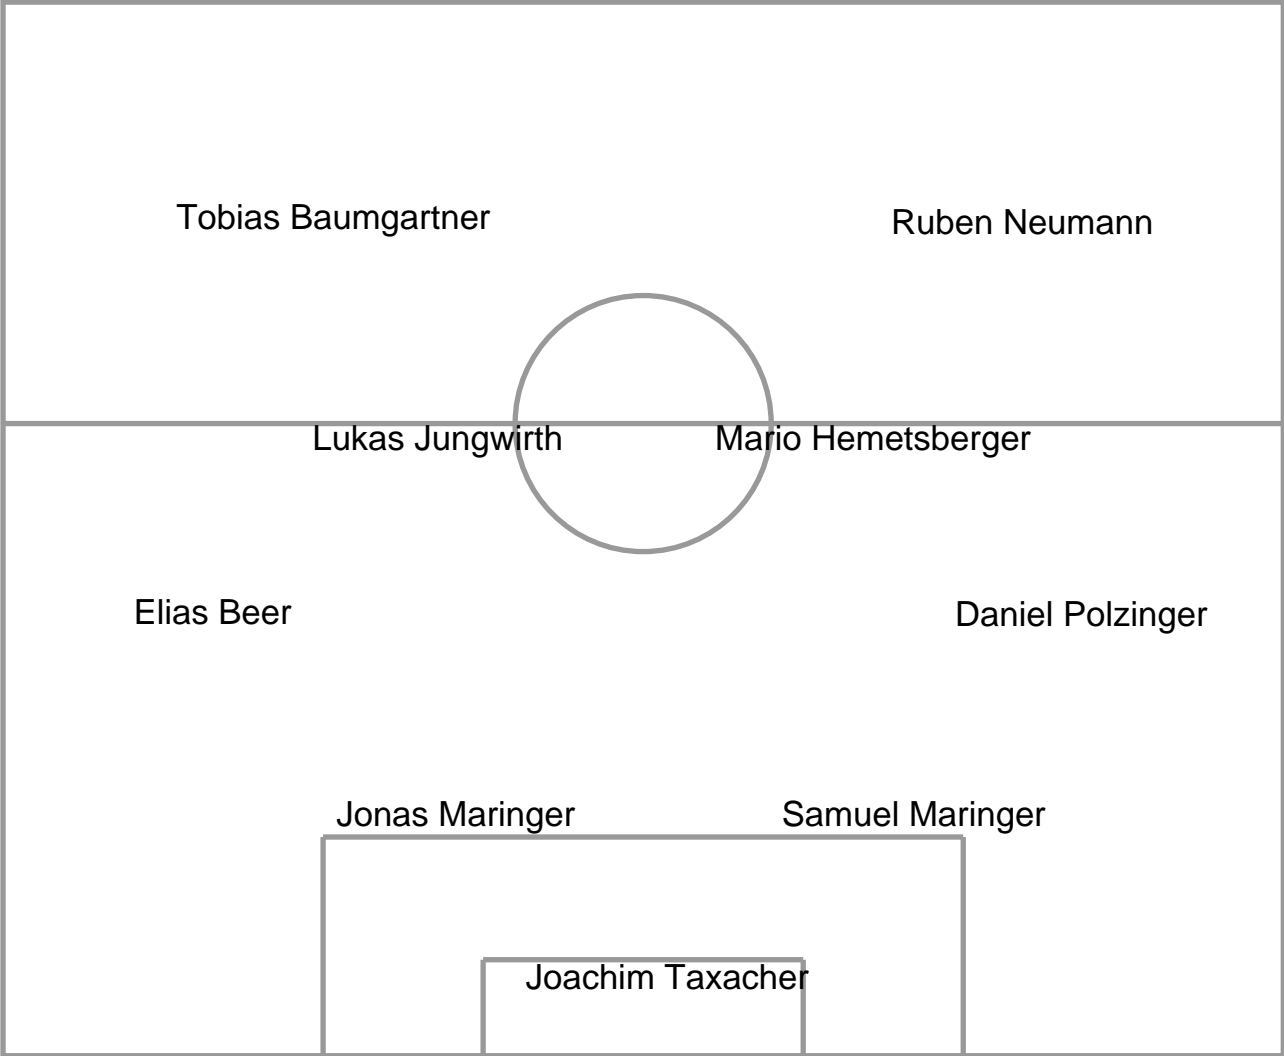 Tobias Baumgartner
Ruben Neumann
Lukas Jungwirth
Mario Hemetsberger
Elias Beer
Daniel Polzinger
Jonas Maringer
Samuel Maringer
Joachim Taxacher